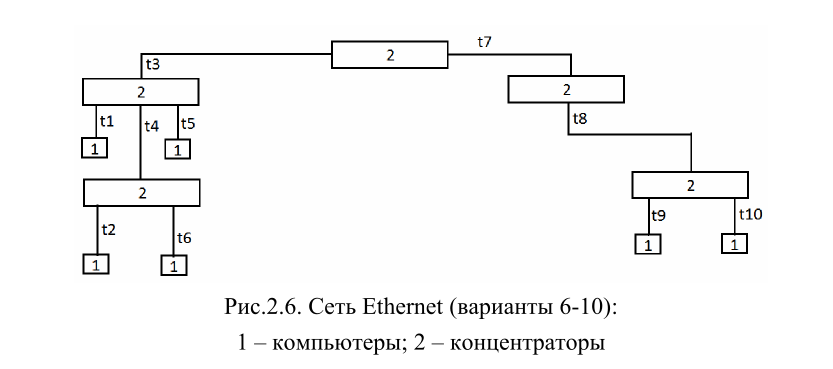 2
t7
t3
2
2
t1
t4
t5
t8
1
1
2
2
t2
t6
t9
t10
1
1
1
1
Рис.2.6. Сеть Ethernet (варианты 6-10):
1 – компьютеры; 2 – концентраторы